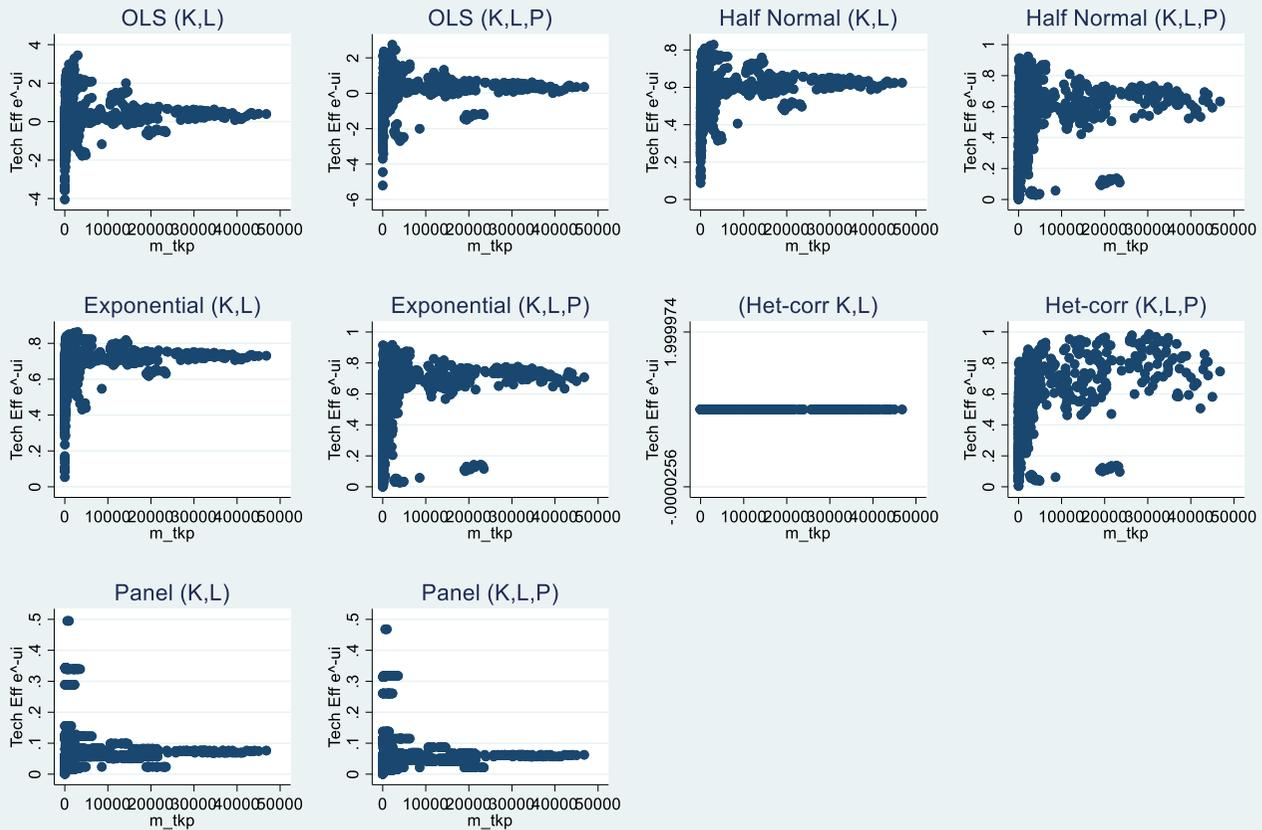 OLS (K,L)
Tech Eff e^-ui
4
2
0
-2
-4
0 10000 20000 30000 40000 50000
m_tkp
OLS (K,L,P)
Tech Eff e^-ui
2
0
-2
-4
-6
0 10000 20000 30000 40000 50000
m_tkp
Half Normal (K,L)
Tech Eff e^-ui
.8
.6
.4
.2
0
0 10000 20000 30000 40000 50000
m_tkp
Half Normal (K,L,P)
Tech Eff e^-ui
1
.8
.6
.4
.2
0
0 10000 20000 30000 40000 50000
m_tkp
Exponential (K,L)
Tech Eff e^-ui
.8
.6
.4
.2
0
0 10000 20000 30000 40000 50000
m_tkp
Exponential (K,L,P)
Tech Eff e^-ui
1
.8
.6
.4
.2
0
0 10000 20000 30000 40000 50000
m_tkp
(Het-corr K,L)
Tech Eff e^-ui
1.999974
-.0000256
0 10000 20000 30000 40000 50000
m_tkp
Het-corr (K,L,P)
Tech Eff e^-ui
1
.8
.6
.4
.2
0
0 10000 20000 30000 40000 50000
m_tkp
Panel (K,L)
Tech Eff e^-ui
.5
.4
.3
.2
.1
0
0 10000 20000 30000 40000 50000
m_tkp
Panel (K,L,P)
Tech Eff e^-ui
.5
.4
.3
.2
.1
0
0 10000 20000 30000 40000 50000
m_tkp